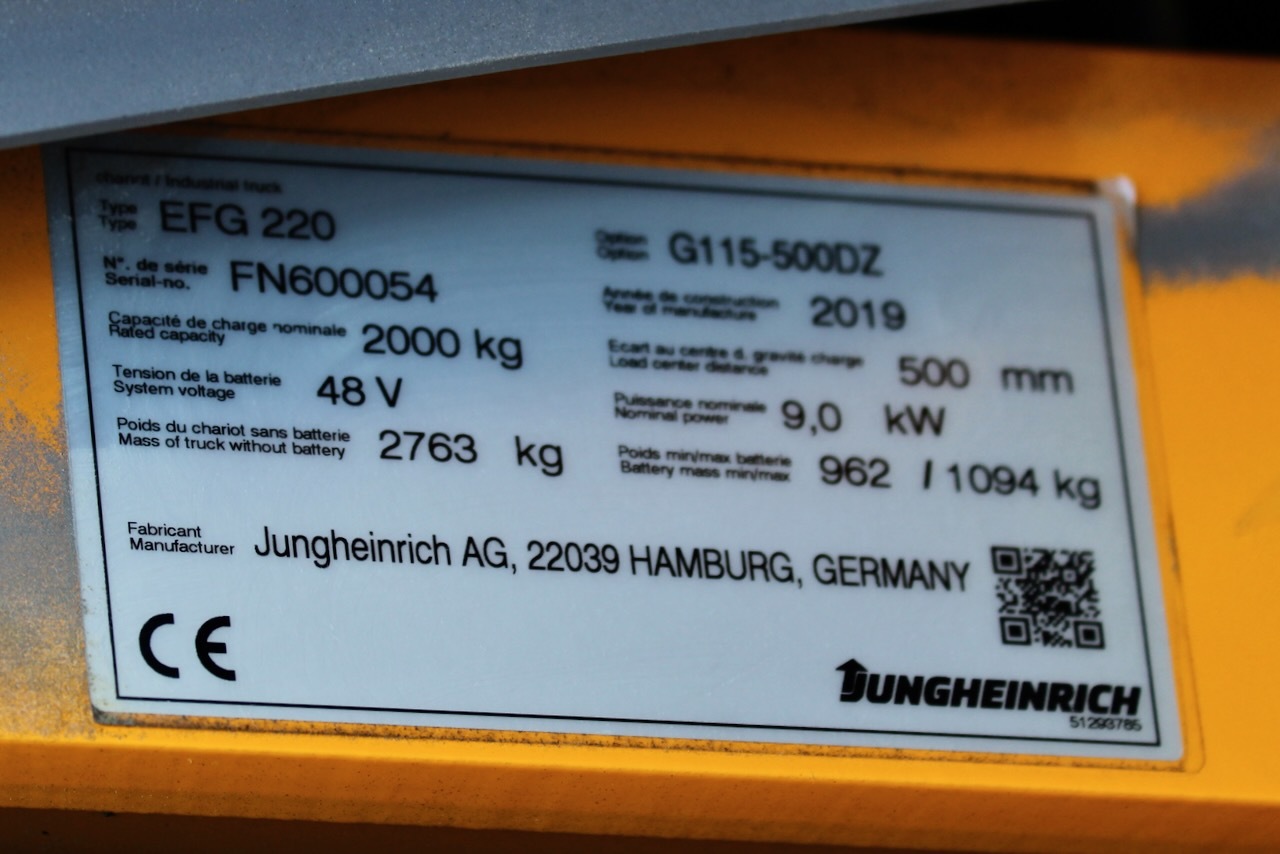 chariot / Industrial truck
Type
Type EFG 220
Option
Option G115-500DZ
N°. de série
Serial-no. FN600054
Année de construction
Year of manufacture 2019
Capacité de charge nominale
Rated capacity 2000 kg
Ecart au centre d. gravité charge
Load center distance 500 mm
Tension de la batterie
System voltage 48 V
Puissance nominale
Nominal power 9,0 kW
Poids du chariot sans batterie
Mass of truck without battery 2763 kg
Poids min/max batterie
Battery mass min/max 962 / 1094 kg
Fabricant
Manufacturer Jungheinrich AG, 22039 HAMBURG, GERMANY
CE
JUNGHEINRICH
51293785